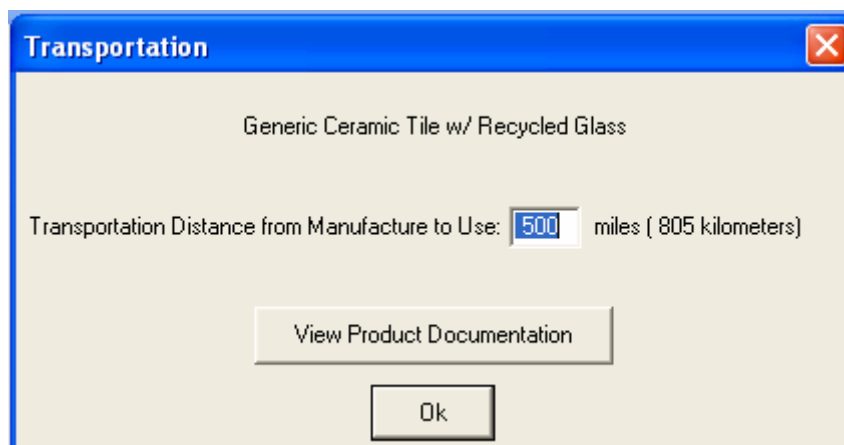 Transportation
Generic Ceramic Tile w/ Recycled Glass
Transportation Distance from Manufacture to Use: 500 miles ( 805 kilometers)
View Product Documentation
Ok